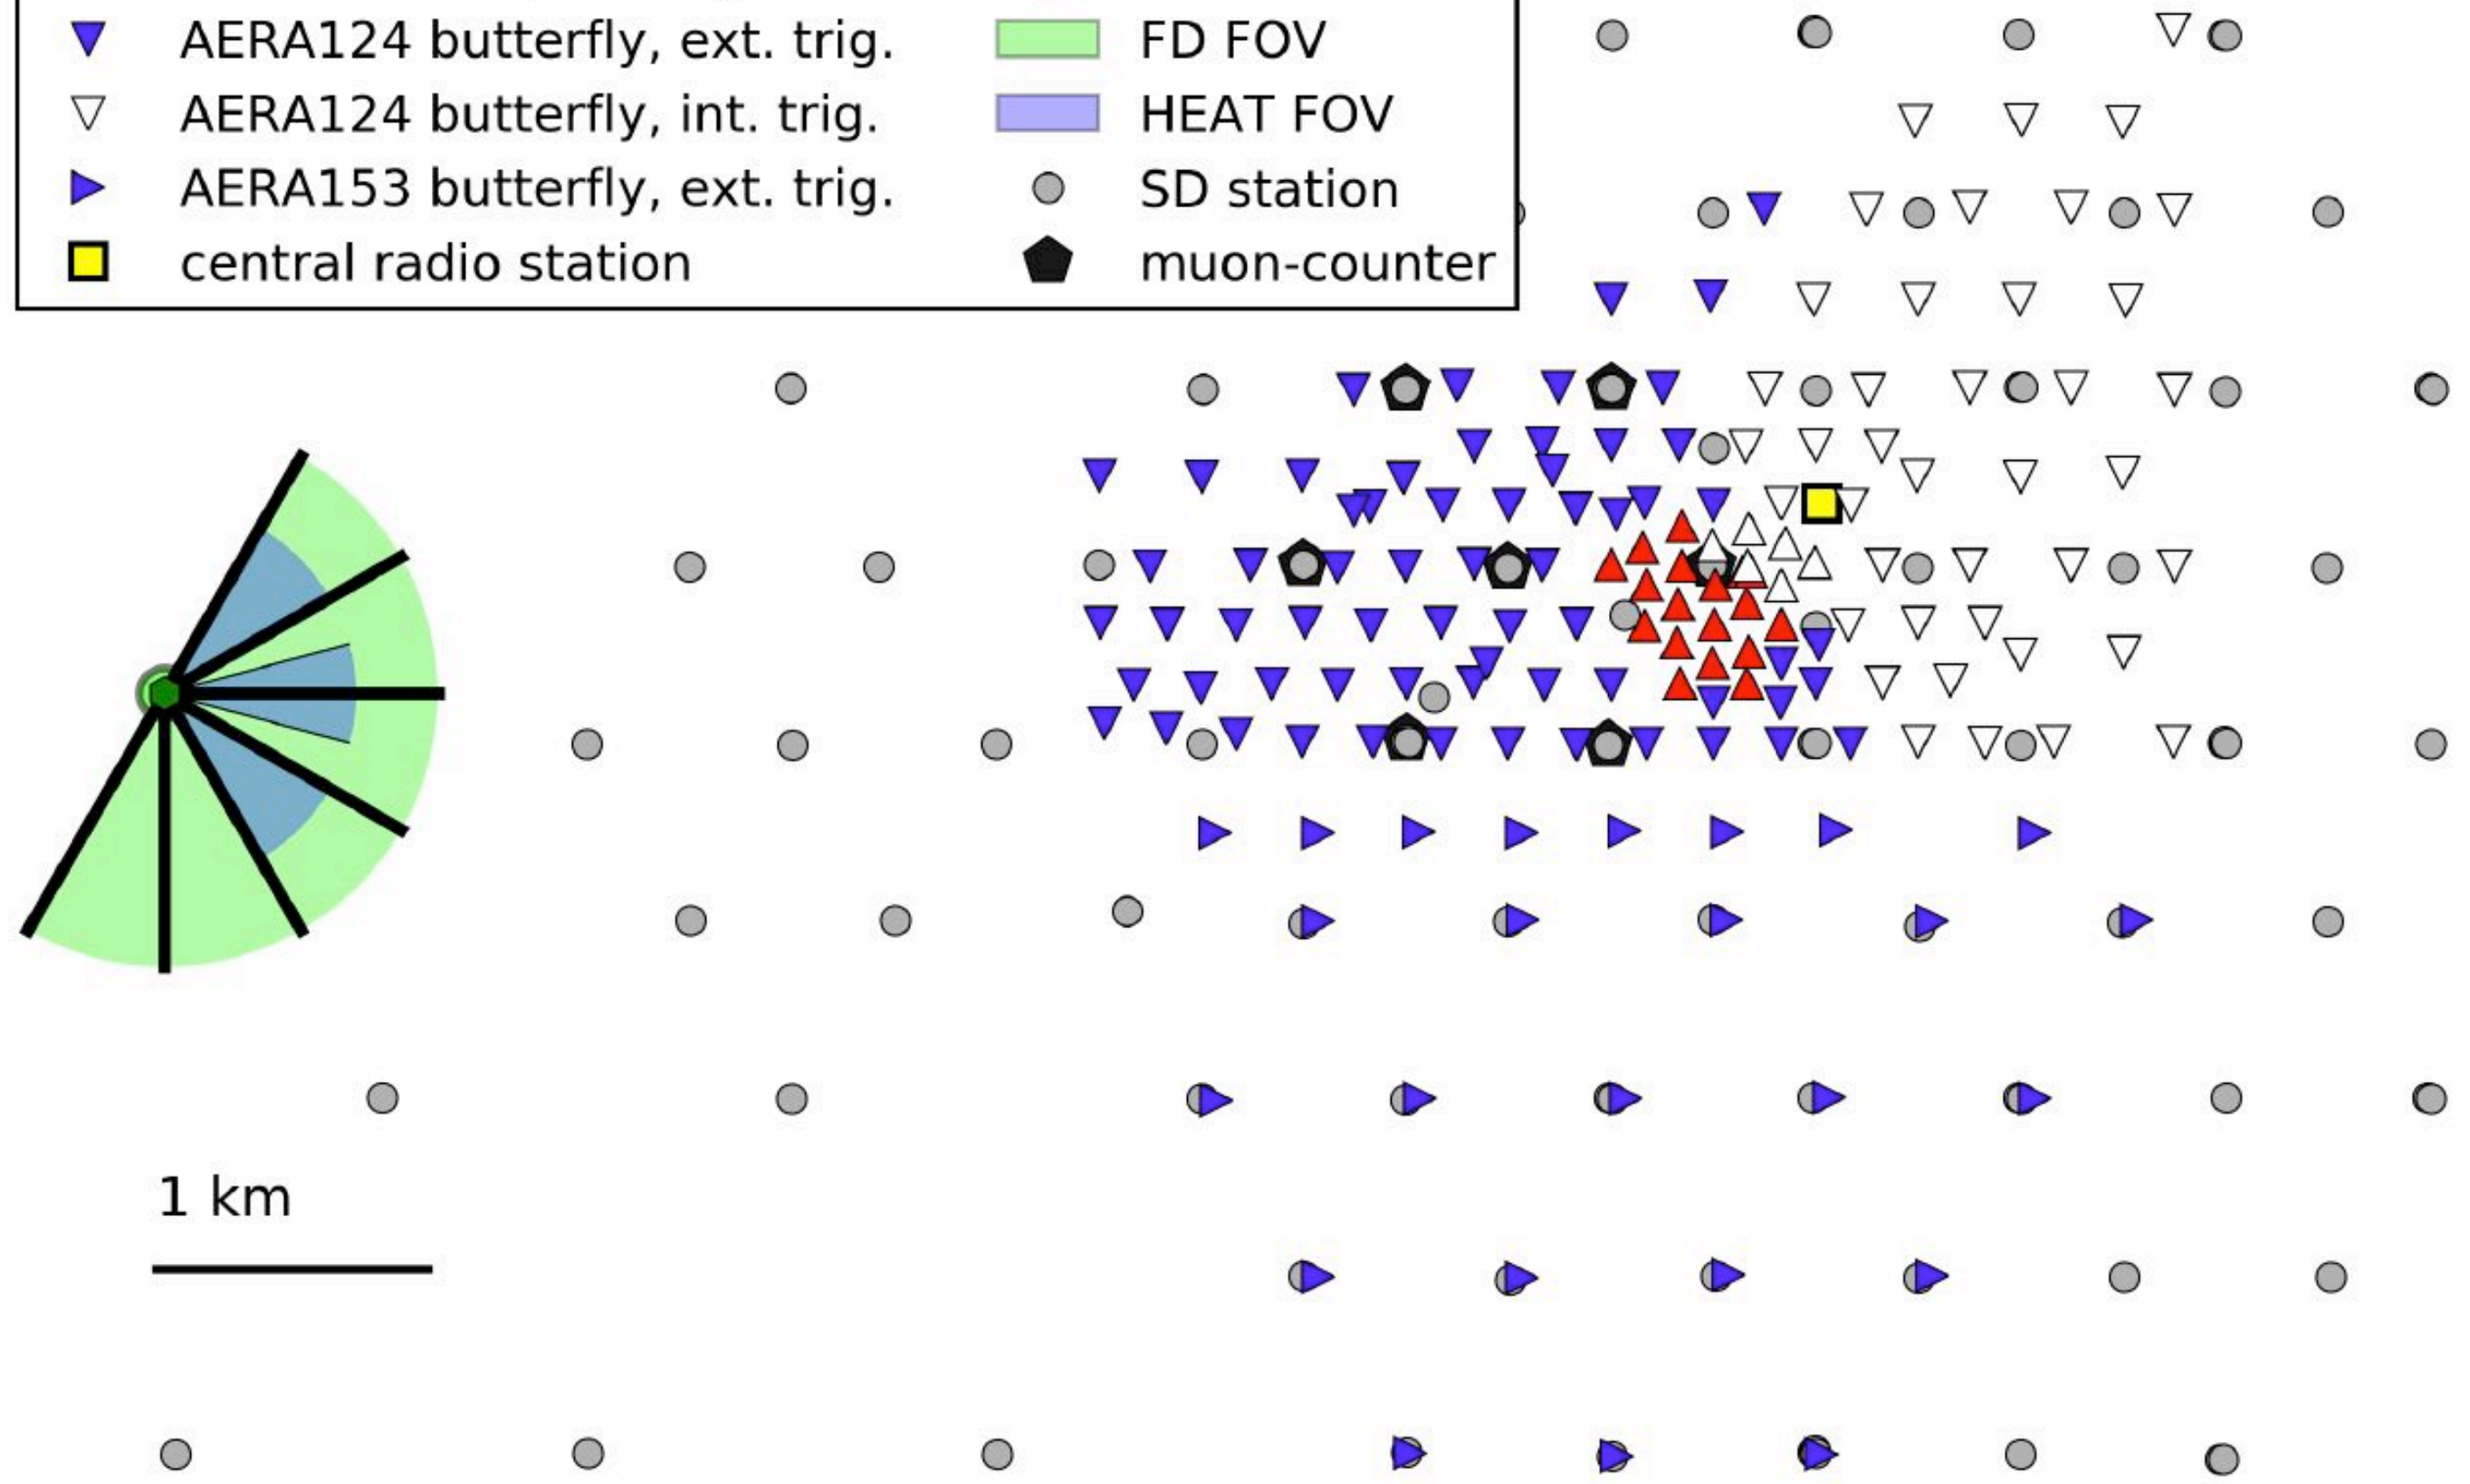 AERA124 butterfly, ext. trig.
AERA124 butterfly, int. trig.
AERA153 butterfly, ext. trig.
central radio station
FD FOV
HEAT FOV
SD station
muon-counter
1 km